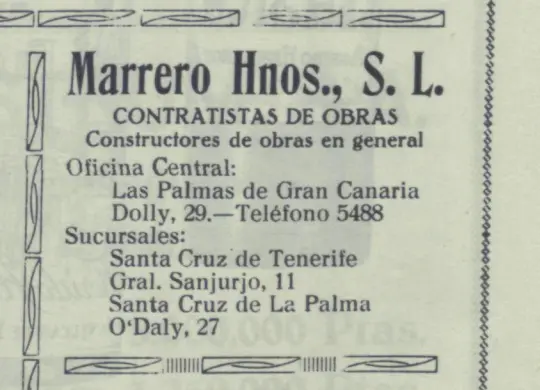 Marrero Hnos., S. L.
CONTRATISTAS DE OBRAS
Constructores de obras en general
Oficina Central:
Las Palmas de Gran Canaria
Dolly, 29.—Teléfono 5488
Sucursales:
Santa Cruz de Tenerife
Gral. Sanjurjo, 11
Santa Cruz de La Palma
O‘Daly, 27